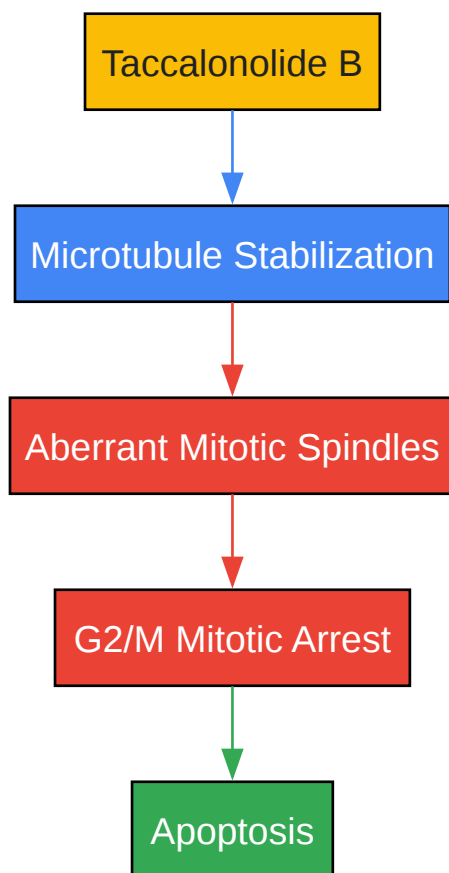 Taccalonolide B
Microtubule Stabilization
Aberrant Mitotic Spindles
G2/M Mitotic Arrest
Apoptosis